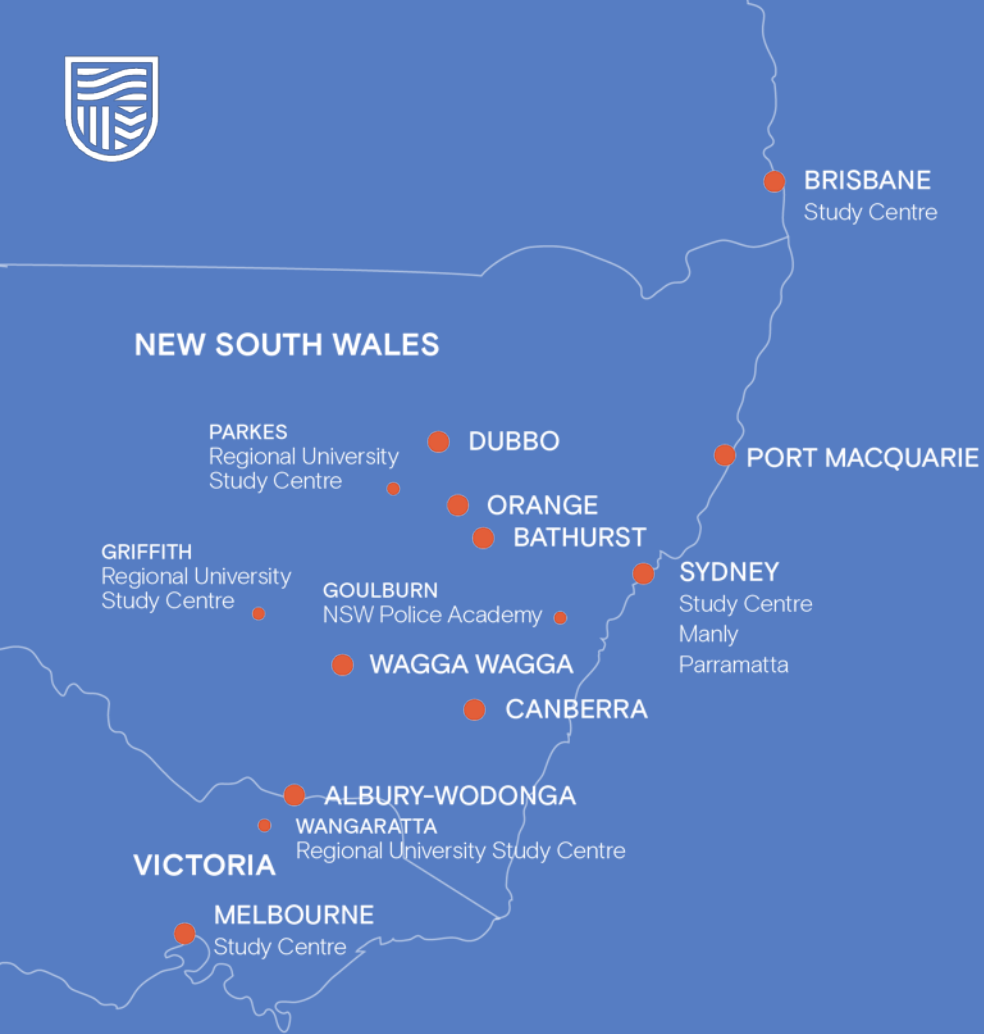 BRISBANE
Study Centre
NEW SOUTH WALES
PARKES
Regional University
Study Centre
DUBBO
PORT MACQUARIE
ORANGE
BATHURST
GRIFFITH
Regional University
Study Centre
GOULBURN
NSW Police Academy
SYDNEY
Study Centre
Manly
Parramatta
WAGGA WAGGA
CANBERRA
ALBURY-WODONGA
WANGARATTA
Regional University Study Centre
VICTORIA
MELBOURNE
Study Centre